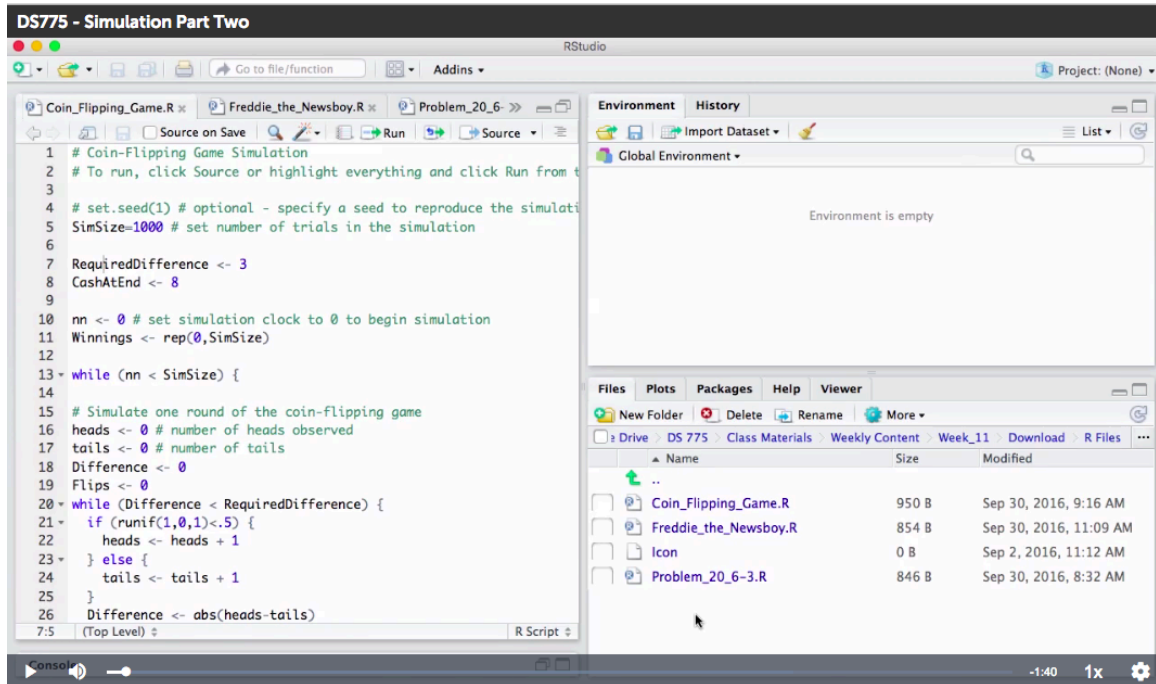 DS775 - Simulation Part Two
RStudio
Go to file/function
Addins
Project: (None)
Coin_Flipping_Game.R
Freddie_the_Newsboy.R
Problem_20_6-
Source on Save
Run
Source
1 # Coin-Flipping Game Simulation
2 # To run, click Source or highlight everything and click Run from t
3
4 # set.seed(1) # optional - specify a seed to reproduce the simulati
5 SimSize=1000 # set number of trials in the simulation
6
7 RequiredDifference <- 3
8 CashAtEnd <- 8
9
10 nn <- 0 # set simulation clock to 0 to begin simulation
11 Winnings <- rep(0,SimSize)
12
13 while (nn < SimSize) {
14
15 # Simulate one round of the coin-flipping game
16 heads <- 0 # number of heads observed
17 tails <- 0 # number of tails
18 Difference <- 0
19 Flips <- 0
20 while (Difference < RequiredDifference) {
21 if (runif(1,0,1)<.5) {
22 heads <- heads + 1
23 } else {
24 tails <- tails + 1
25 }
26 Difference <- abs(heads-tails)
7:5 (Top Level) R Script
Console
Environment History
Import Dataset List
Global Environment
Environment is empty
Files Plots Packages Help Viewer
New Folder Delete Rename More
Drive DS 775 Class Materials Weekly Content Week_11 Download R Files ...
Name Size Modified
..
Coin_Flipping_Game.R 950 B Sep 30, 2016, 9:16 AM
Freddie_the_Newsboy.R 854 B Sep 30, 2016, 11:09 AM
Icon 0 B Sep 2, 2016, 11:12 AM
Problem_20_6-3.R 846 B Sep 30, 2016, 8:32 AM
-1:40 1x